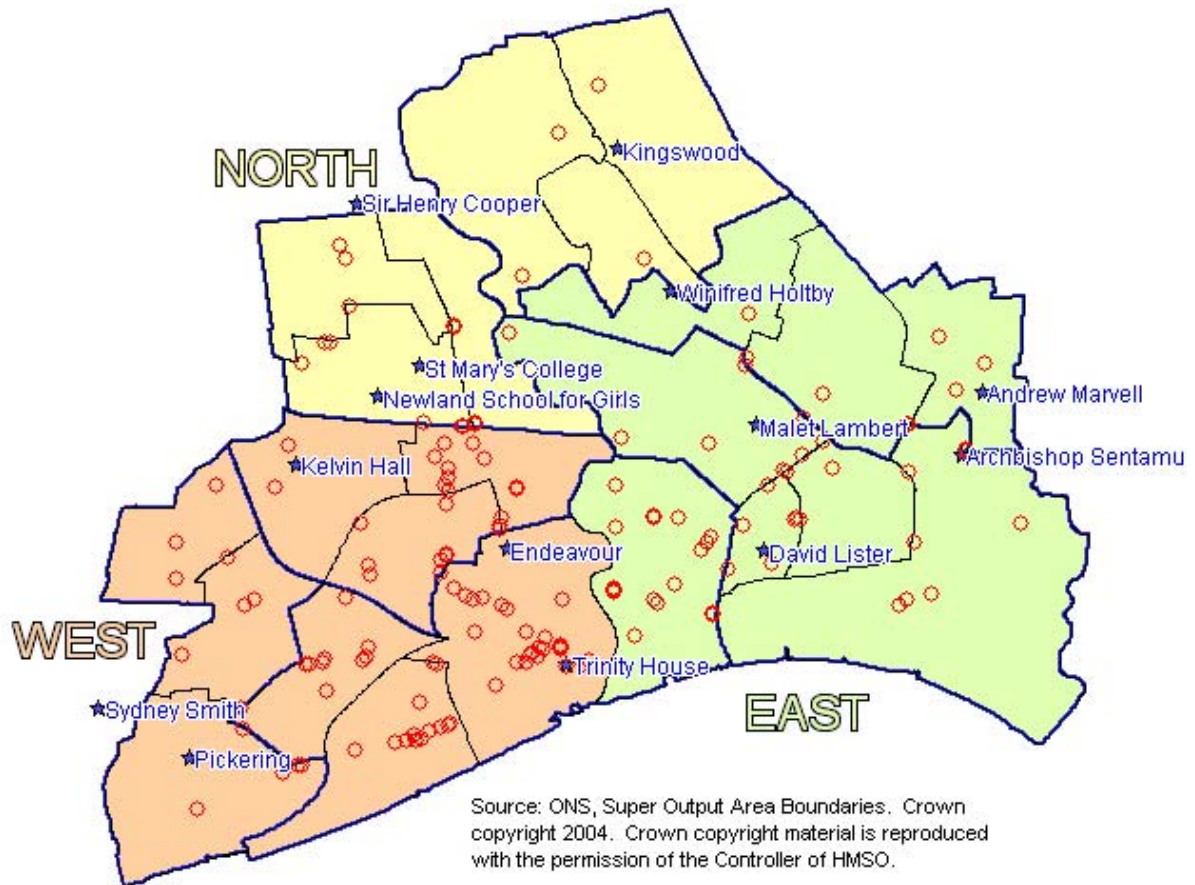 Kingswood
NORTH
Sir Henry Cooper
Winifred Holtby
St Mary's College
Andrew Marvell
Newland School for Girls
Malet Lambert
Archbishop Sentamu
Kelvin Hall
Endeavour
David Lister
WEST
Trinity House
Sydney Smith
EAST
Pickering
Source: ONS, Super Output Area Boundaries. Crown
copyright 2004. Crown copyright material is reproduced
with the permission of the Controller of HMSO.